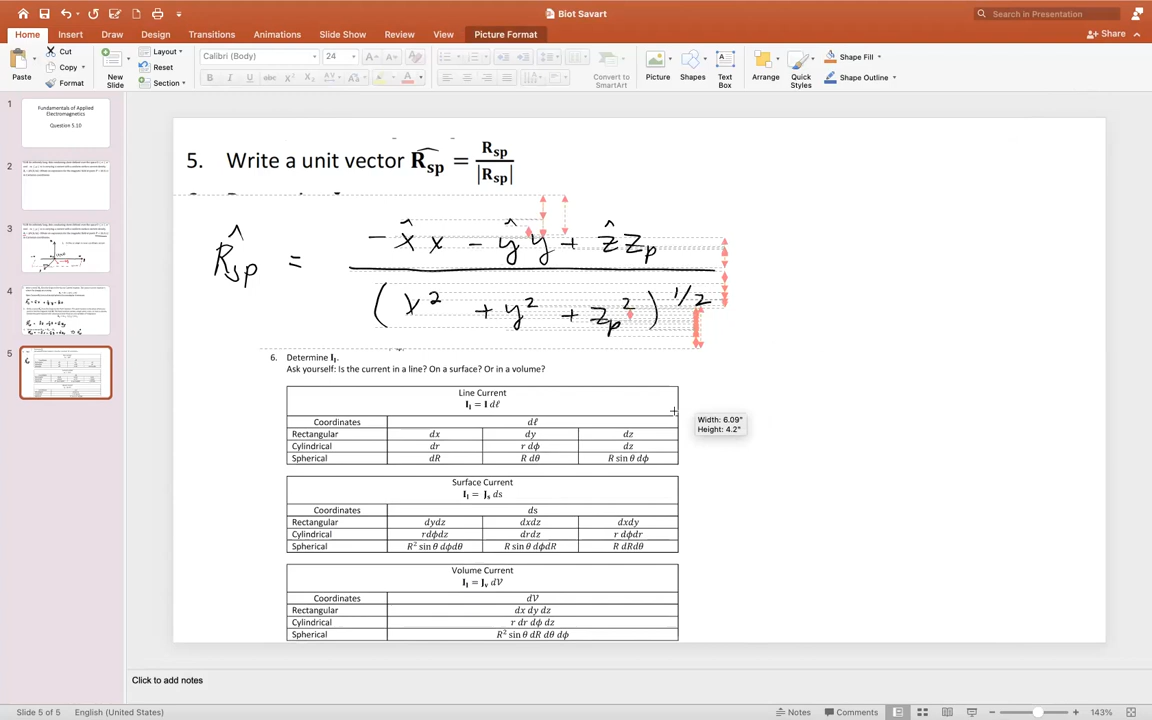 Biot Savart
Search in Presentation
Home Insert Draw Design Transitions Animations Slide Show Review View Picture Format
Share
Paste
Cut
Copy
Format
New Slide
Layout
Reset
Section
Calibri (Body) 24
Convert to SmartArt
Picture
Shapes
Text Box
Arrange
Quick Styles
Shape Fill
Shape Outline
1
Fundamentals of Applied
Electromagnetics
Question 5.10
2
3
4
5
5. Write a unit vector R̂sp = Rsp / |Rsp|
R̂sp = (-x̂ x - ŷ y + ẑ zp) / (x² + y² + zp²)^1/2
6. Determine I₁.
Ask yourself: Is the current in a line? On a surface? Or in a volume?
Line Current
I₁ = I dℓ
Coordinates dℓ
Rectangular dx dy dz
Cylindrical dr r dϕ dz
Spherical dR R dθ R sin θ dϕ
Surface Current
I₁ = Js ds
Coordinates ds
Rectangular dydz dxdz dxdy
Cylindrical rdϕdz drdz r dϕdr
Spherical R² sin θ dϕdθ R sin θ dϕdR R dRdθ
Volume Current
I₁ = Jv dV
Coordinates dV
Rectangular dx dy dz
Cylindrical r dr dϕ dz
Spherical R² sin θ dR dθ dϕ
Width: 6.09"
Height: 4.2"
Click to add notes
Slide 5 of 5 English (United States) Notes Comments 143%